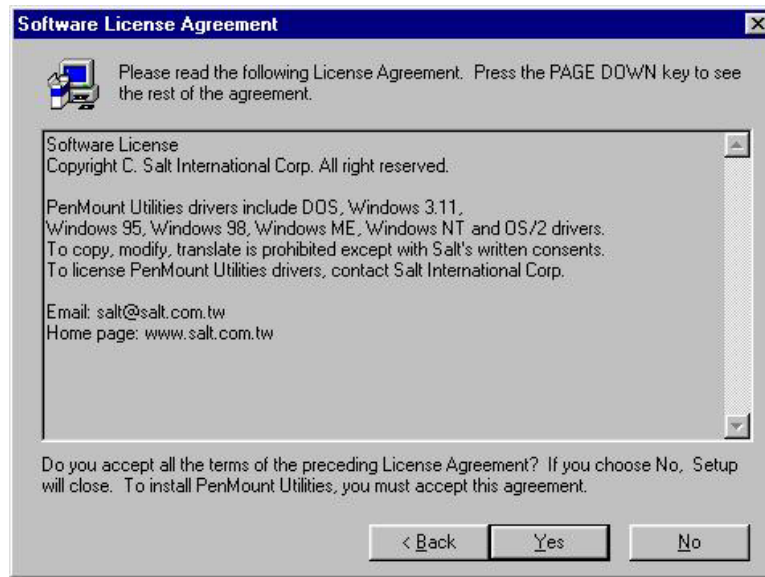 Software License Agreement
Please read the following License Agreement. Press the PAGE DOWN key to see
the rest of the agreement.
Software License
Copyright C. Salt International Corp. All right reserved.
PenMount Utilities drivers include DOS, Windows 3.11,
Windows 95, Windows 98, Windows ME, Windows NT and OS/2 drivers.
To copy, modify, translate is prohibited except with Salt's written consents.
To license PenMount Utilities drivers, contact Salt International Corp.
Email: salt@salt.com.tw
Home page: www.salt.com.tw
Do you accept all the terms of the preceding License Agreement? If you choose No, Setup
will close. To install PenMount Utilities, you must accept this agreement.
< Back Yes No